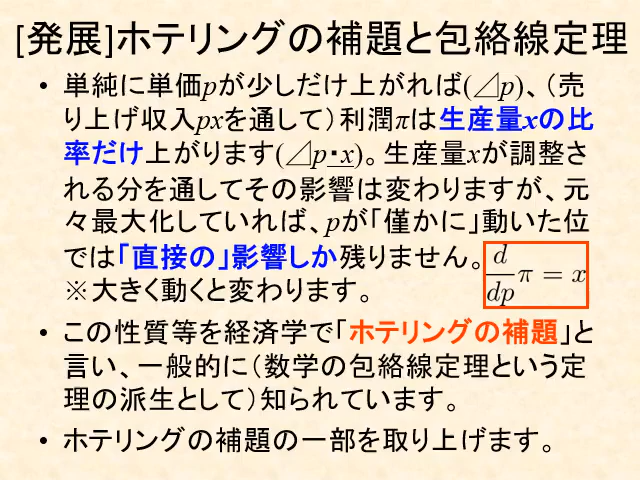 [発展]ホテリングの補題と包絡線定理
• 単純に単価pが少しだけ上がれば(⊿p)、（売
り上げ収入pxを通して）利潤πは生産量xの比
率だけ上がります(⊿p・x)。生産量xが調整さ
れる分を通してその影響は変わりますが、元
々最大化していれば、pが「僅かに」動いた位
では「直接の」影響しか残りません。
※大きく動くと変わります。
d/dp π = x
• この性質等を経済学で「ホテリングの補題」と
言い、一般的に（数学の包絡線定理という定
理の派生として）知られています。
• ホテリングの補題の一部を取り上げます。